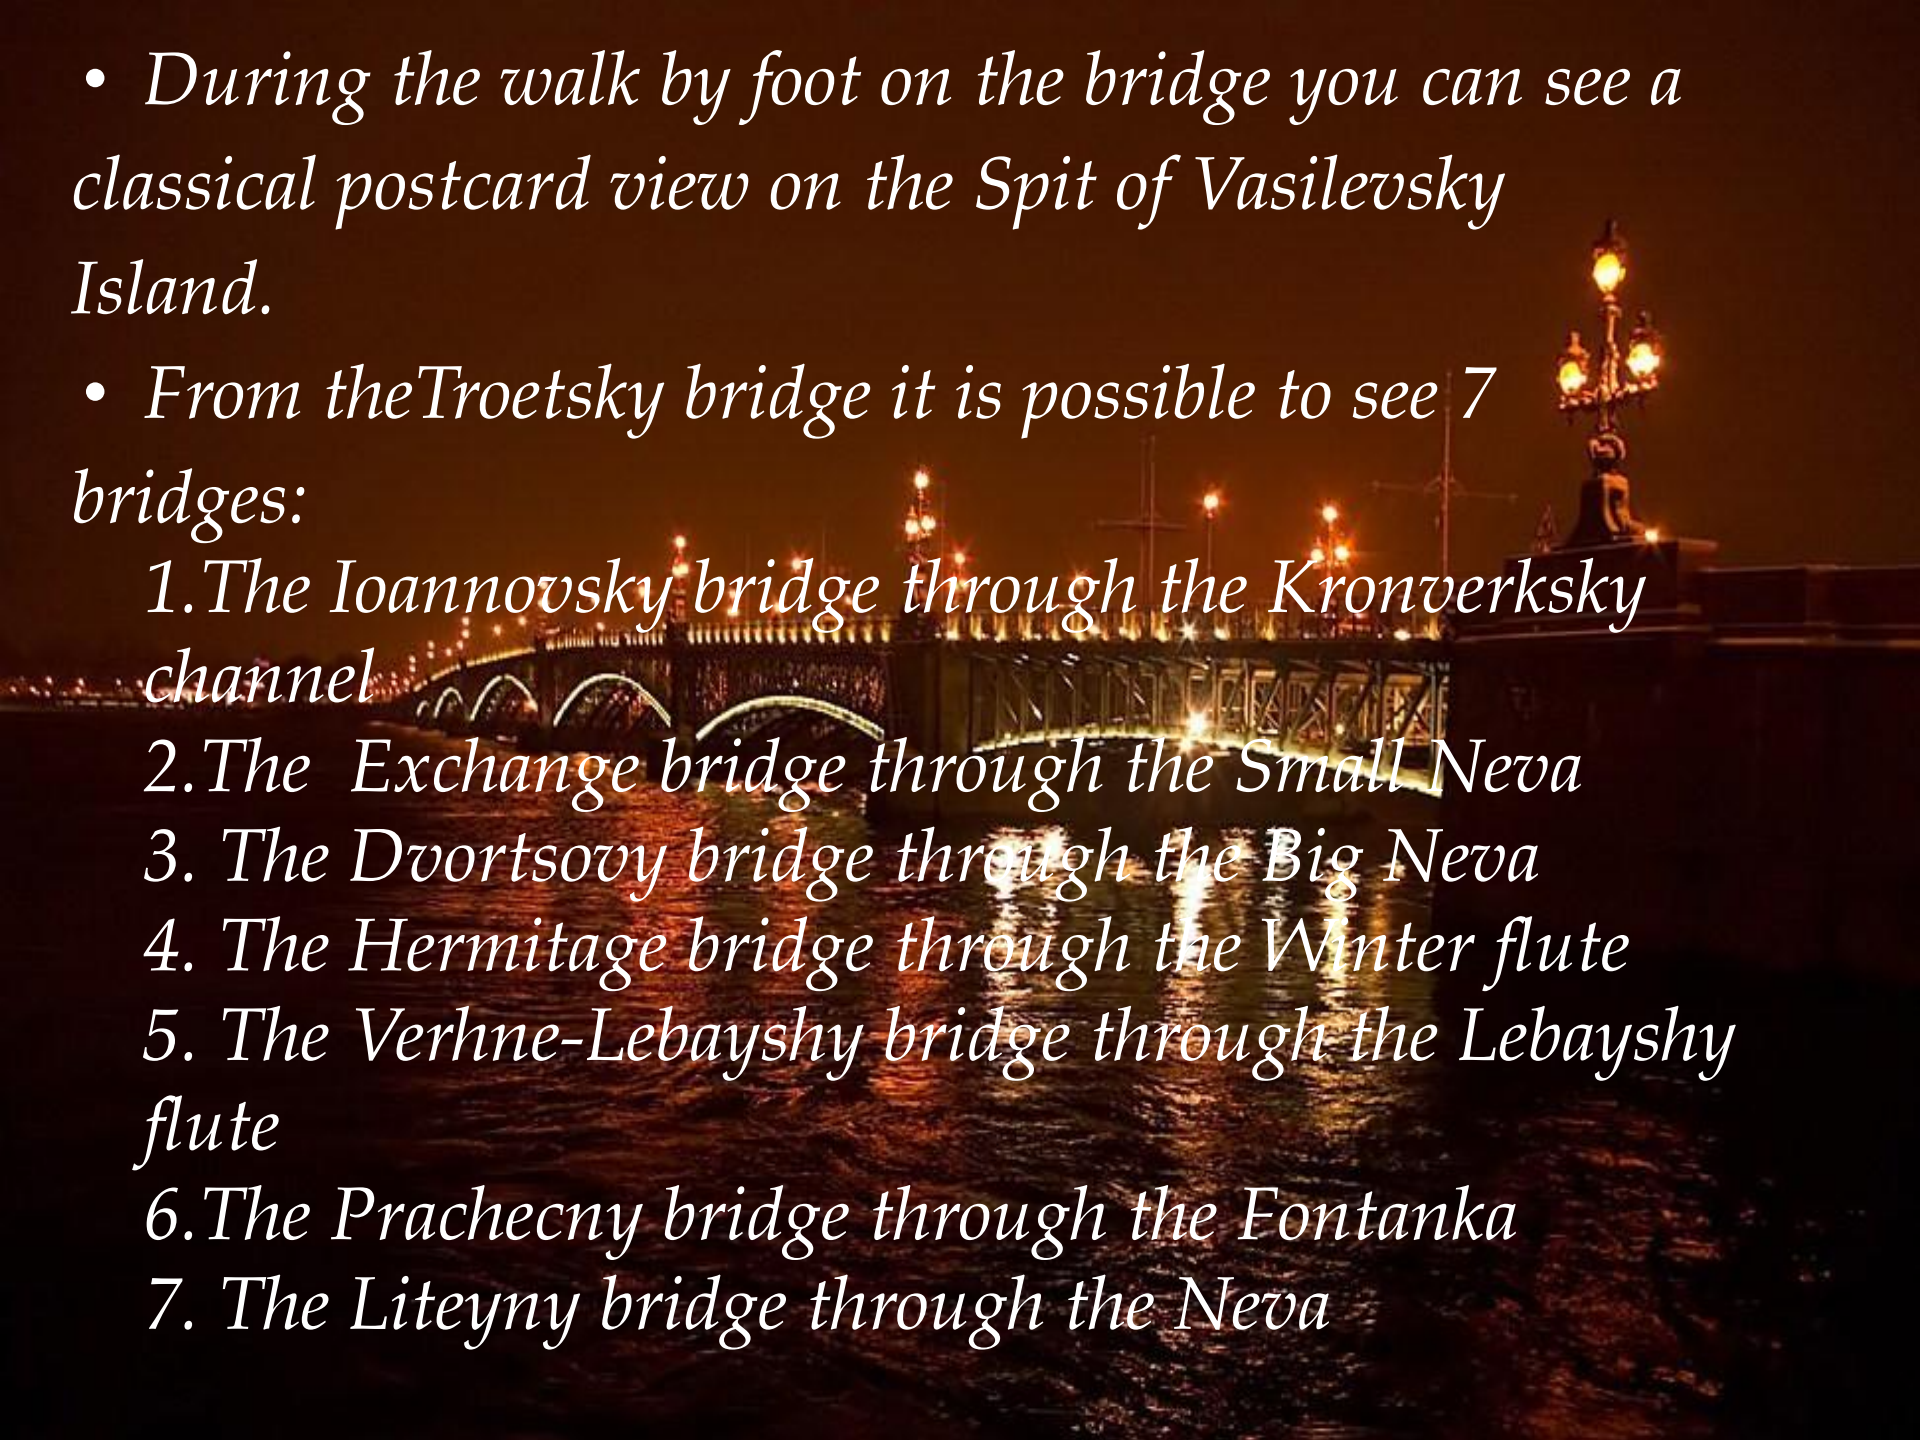 • During the walk by foot on the bridge you can see a
classical postcard view on the Spit of Vasilevsky
Island.
• From theTroetsky bridge it is possible to see 7
bridges:
1.The Ioannovsky bridge through the Kronverksky
channel
2.The  Exchange bridge through the Small Neva
3. The Dvortsovy bridge through the Big Neva
4. The Hermitage bridge through the Winter flute
5. The Verhne-Lebayshy bridge through the Lebayshy
flute
6.The Prachecny bridge through the Fontanka
7. The Liteyny bridge through the Neva